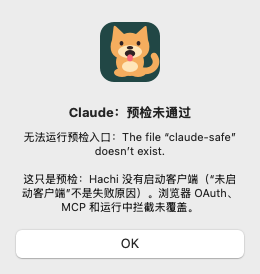 Claude：预检未通过
无法运行预检入口：The file “claude-safe”
doesn’t exist.
这只是预检：Hachi 没有启动客户端（“未启
动客户端”不是失败原因）。浏览器 OAuth、
MCP 和运行中拦截未覆盖。
OK